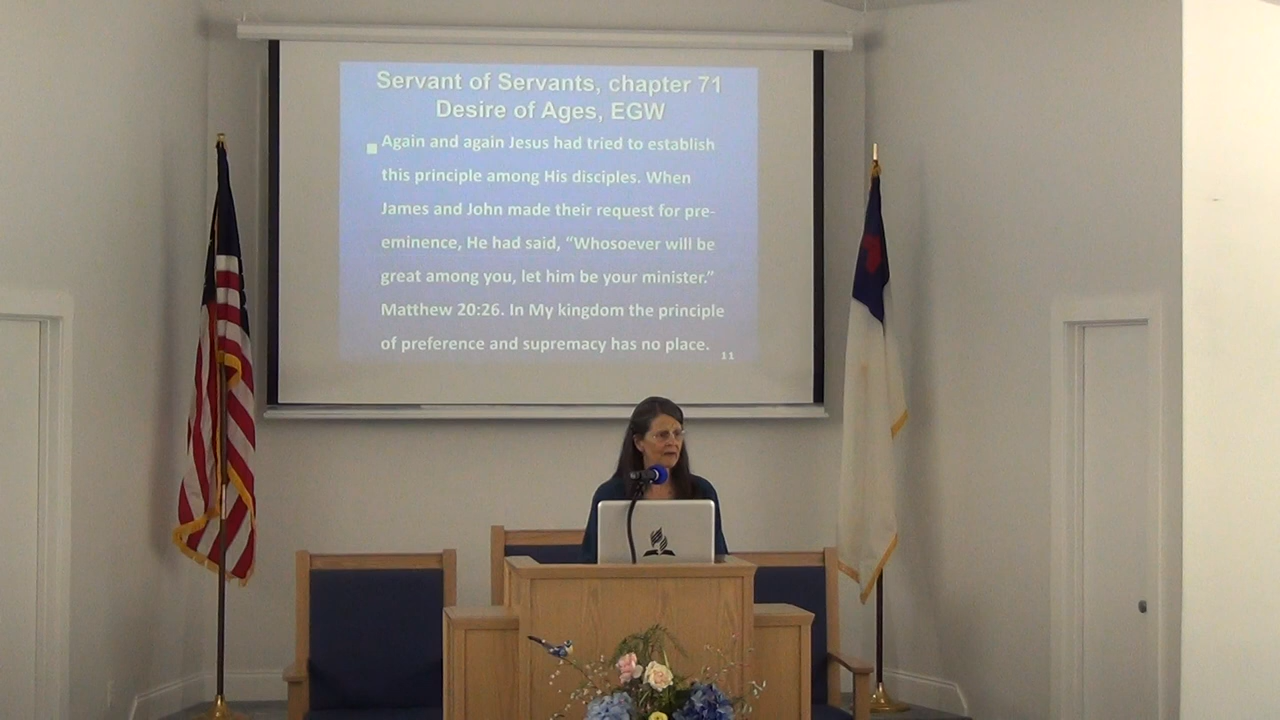 Servant of Servants, chapter 71
Desire of Ages, EGW
Again and again Jesus had tried to establish
this principle among His disciples. When
James and John made their request for pre-
eminence, He had said, “Whosoever will be
great among you, let him be your minister.”
Matthew 20:26. In My kingdom the principle
of preference and supremacy has no place.
11